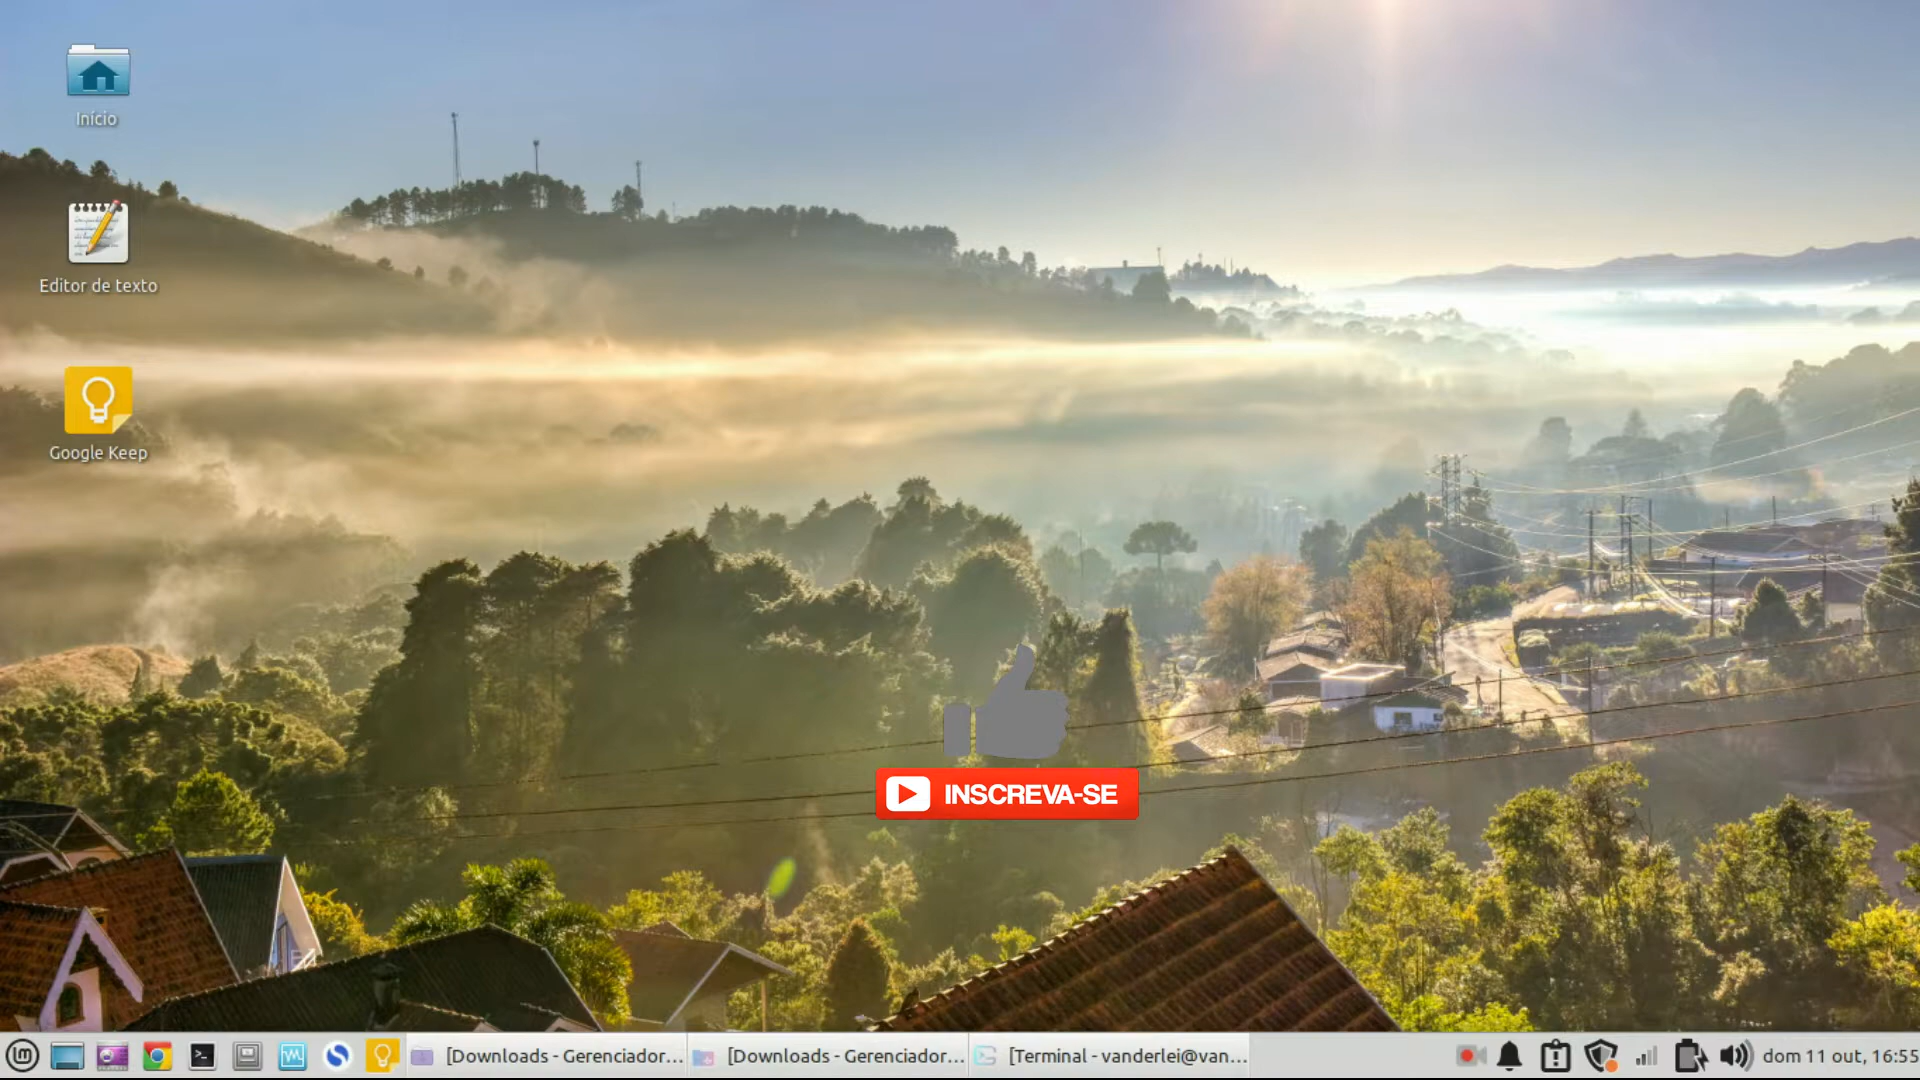 Início
Editor de texto
Google Keep
INSCREVA-SE
[Downloads - Gerenciador...
[Downloads - Gerenciador...
[Terminal - vanderlei@van...
dom 11 out, 16:55